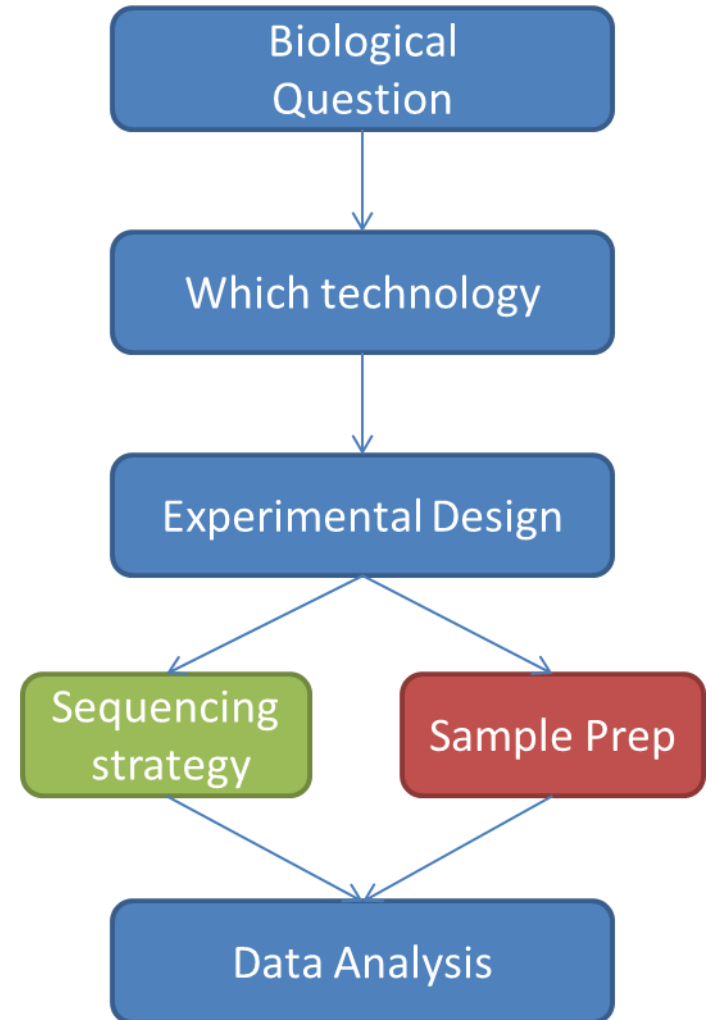 Biological
Question
Which technology
Experimental Design
Sequencing
strategy
Sample Prep
Data Analysis